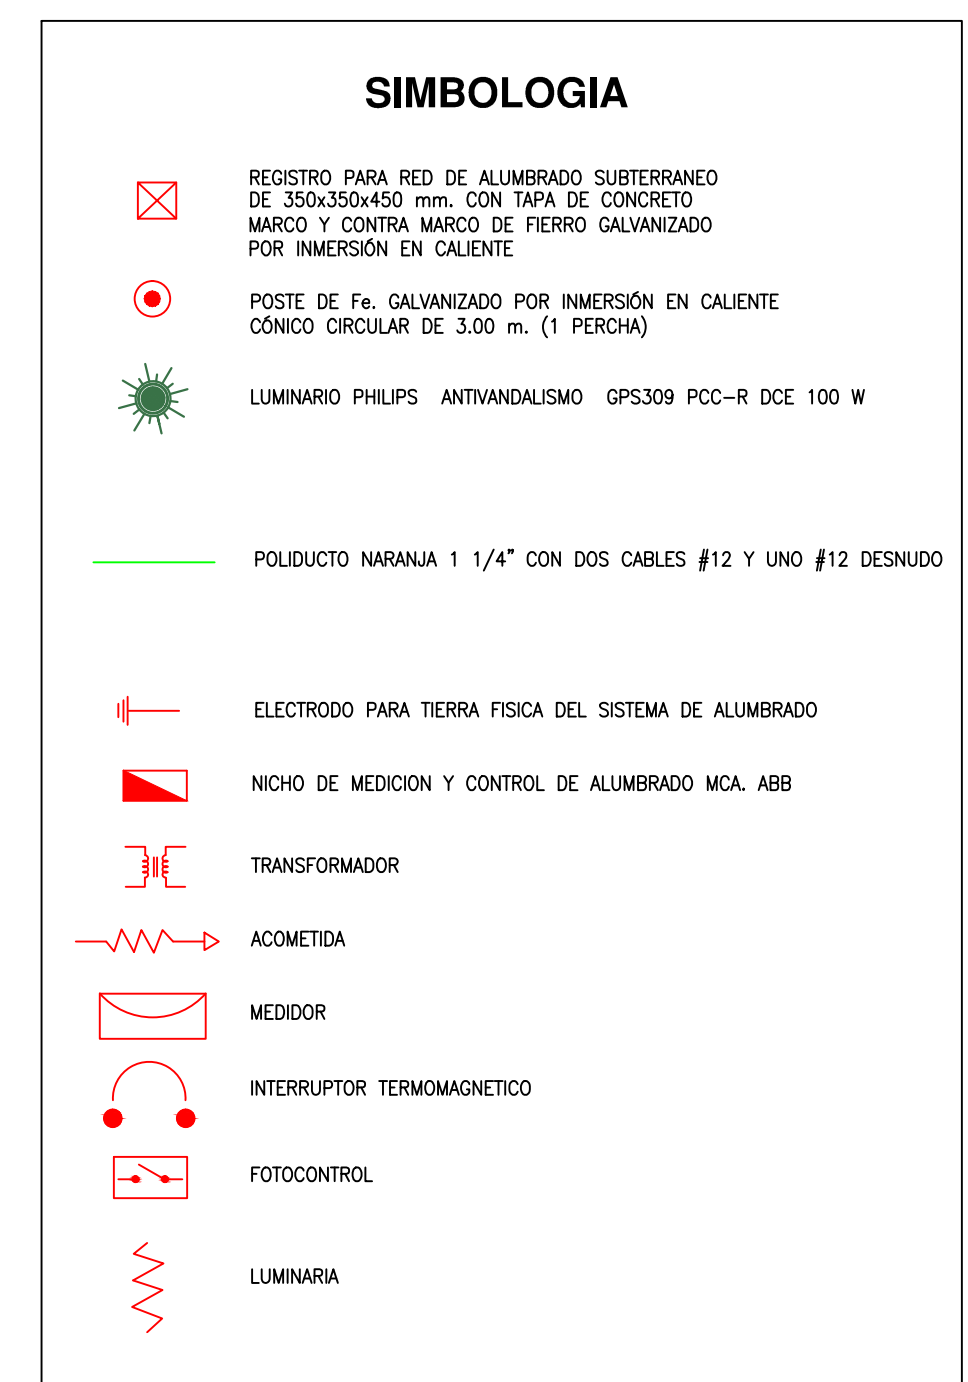 SIMBOLOGIA
REGISTRO PARA RED DE ALUMBRADO SUBTERRANEO
DE 350x350x450 mm. CON TAPA DE CONCRETO
MARCO Y CONTRA MARCO DE FIERRO GALVANIZADO
POR INMERSIÓN EN CALIENTE
POSTE DE Fe. GALVANIZADO POR INMERSIÓN EN CALIENTE
CÓNICO CIRCULAR DE 3.00 m. (1 PERCHA)
LUMINARIO PHILIPS ANTIVANDALISMO GPS309 PCC-R DCE 100 W
POLIDUCTO NARANJA 1 1/4" CON DOS CABLES #12 Y UNO #12 DESNUDO
ELECTRODO PARA TIERRA FISICA DEL SISTEMA DE ALUMBRADO
NICHO DE MEDICION Y CONTROL DE ALUMBRADO MCA. ABB
TRANSFORMADOR
ACOMETIDA
MEDIDOR
INTERRUPTOR TERMOMAGNETICO
FOTOCONTROL
LUMINARIA